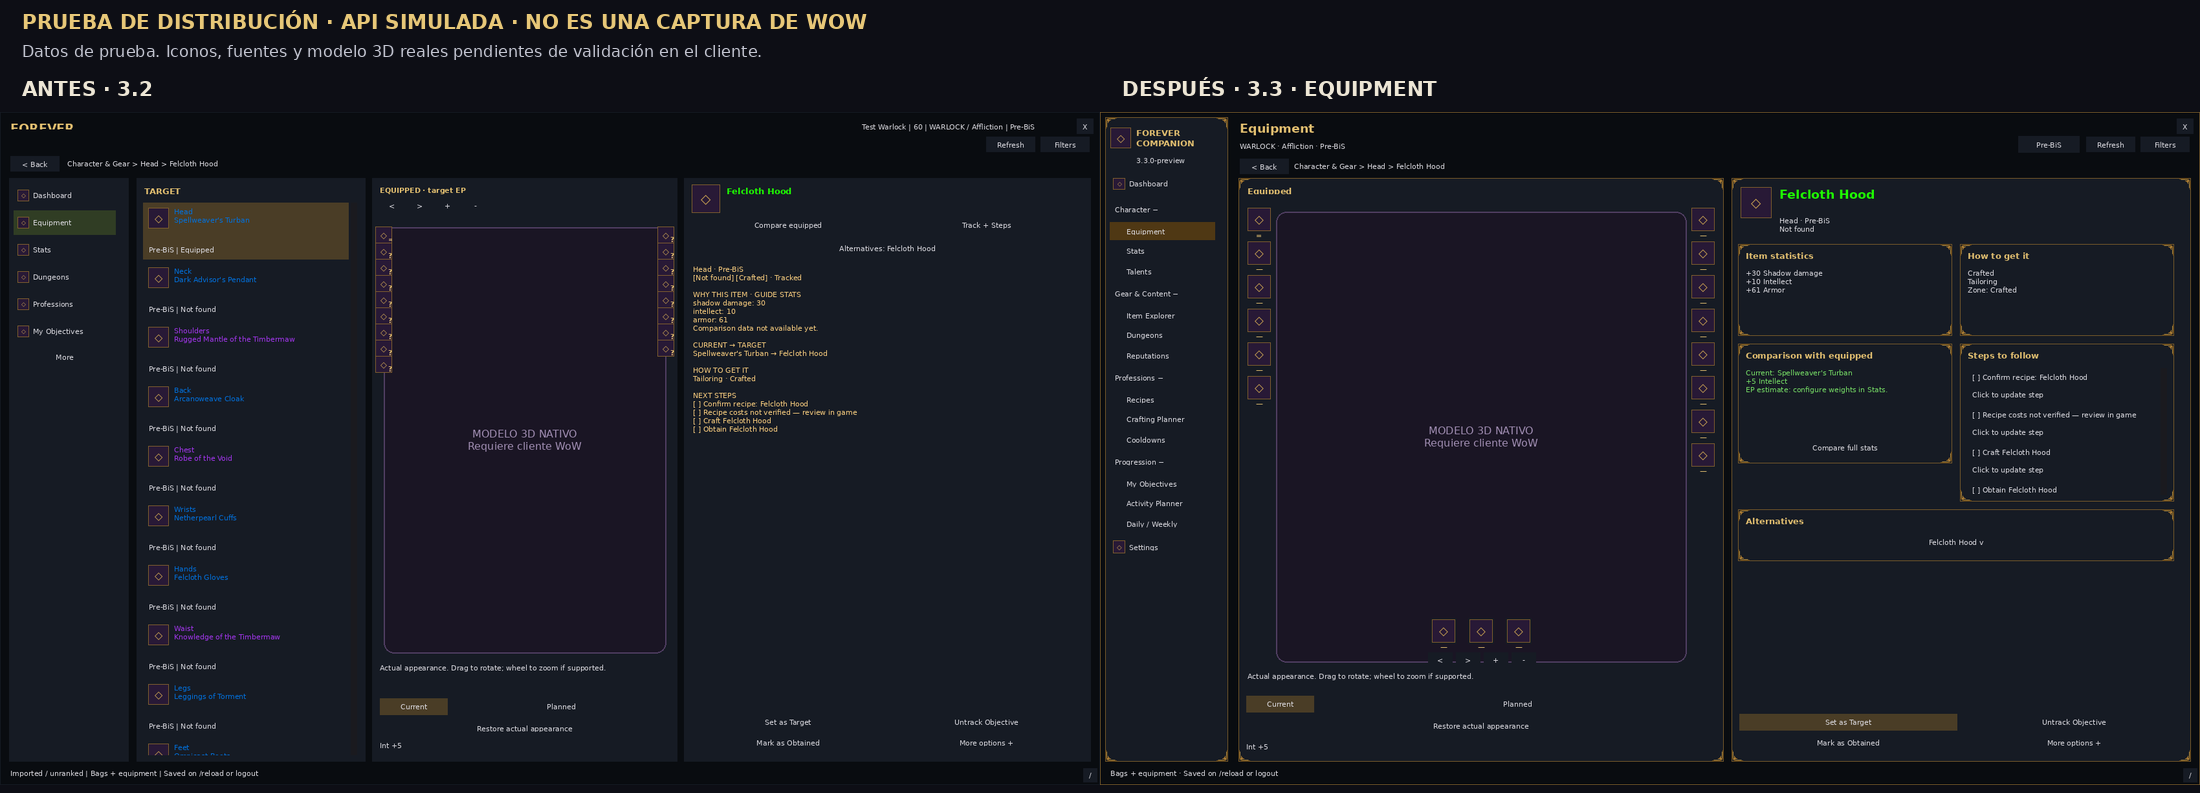 PRUEBA DE DISTRIBUCIÓN · API SIMULADA · NO ES UNA CAPTURA DE WOW
Datos de prueba. Iconos, fuentes y modelo 3D reales pendientes de validación en el cliente.
ANTES · 3.2
FOREVER
Test Warlock | 60 | WARLOCK / Affliction | Pre-BiS
X
Refresh
Filters
< Back
Character & Gear > Head > Felcloth Hood
Dashboard
Equipment
Stats
Dungeons
Professions
My Objectives
More
TARGET
Head
Spellweaver's Turban
Pre-BiS | Equipped
Neck
Dark Advisor's Pendant
Pre-BiS | Not found
Shoulders
Rugged Mantle of the Timbermaw
Pre-BiS | Not found
Back
Arcanoweave Cloak
Pre-BiS | Not found
Chest
Robe of the Void
Pre-BiS | Not found
Wrists
Netherpearl Cuffs
Pre-BiS | Not found
Hands
Felcloth Gloves
Pre-BiS | Not found
Waist
Knowledge of the Timbermaw
Pre-BiS | Not found
Legs
Leggings of Torment
Pre-BiS | Not found
Feet
EQUIPPED · target EP
< > + -
MODELO 3D NATIVO
Requiere cliente WoW
Actual appearance. Drag to rotate; wheel to zoom if supported.
Current
Planned
Restore actual appearance
Int +5
Felcloth Hood
Compare equipped
Track + Steps
Alternatives: Felcloth Hood
Head · Pre-BiS
[Not found] [Crafted] · Tracked
WHY THIS ITEM · GUIDE STATS
shadow damage: 30
intellect: 10
armor: 61
Comparison data not available yet.
CURRENT → TARGET
Spellweaver's Turban → Felcloth Hood
HOW TO GET IT
Tailoring · Crafted
NEXT STEPS
[ ] Confirm recipe: Felcloth Hood
[ ] Recipe costs not verified — review in game
[ ] Craft Felcloth Hood
[ ] Obtain Felcloth Hood
Set as Target
Untrack Objective
Mark as Obtained
More options +
Imported / unranked | Bags + equipment | Saved on /reload or logout
/
DESPUÉS · 3.3 · EQUIPMENT
FOREVER
COMPANION
3.3.0-preview
Dashboard
Character −
Equipment
Stats
Talents
Gear & Content −
Item Explorer
Dungeons
Reputations
Professions −
Recipes
Crafting Planner
Cooldowns
Progression −
My Objectives
Activity Planner
Daily / Weekly
Settings
Equipment
WARLOCK · Affliction · Pre-BiS
X
Pre-BiS
Refresh
Filters
< Back
Character & Gear > Head > Felcloth Hood
Equipped
MODELO 3D NATIVO
Requiere cliente WoW
< > + -
Actual appearance. Drag to rotate; wheel to zoom if supported.
Current
Planned
Restore actual appearance
Int +5
Felcloth Hood
Head · Pre-BiS
Not found
Item statistics
+30 Shadow damage
+10 Intellect
+61 Armor
How to get it
Crafted
Tailoring
Zone: Crafted
Comparison with equipped
Current: Spellweaver's Turban
+5 Intellect
EP estimate: configure weights in Stats.
Compare full stats
Steps to follow
[ ] Confirm recipe: Felcloth Hood
Click to update step
[ ] Recipe costs not verified — review in game
Click to update step
[ ] Craft Felcloth Hood
Click to update step
[ ] Obtain Felcloth Hood
Alternatives
Felcloth Hood v
Set as Target
Untrack Objective
Mark as Obtained
More options +
Bags + equipment · Saved on /reload or logout
/